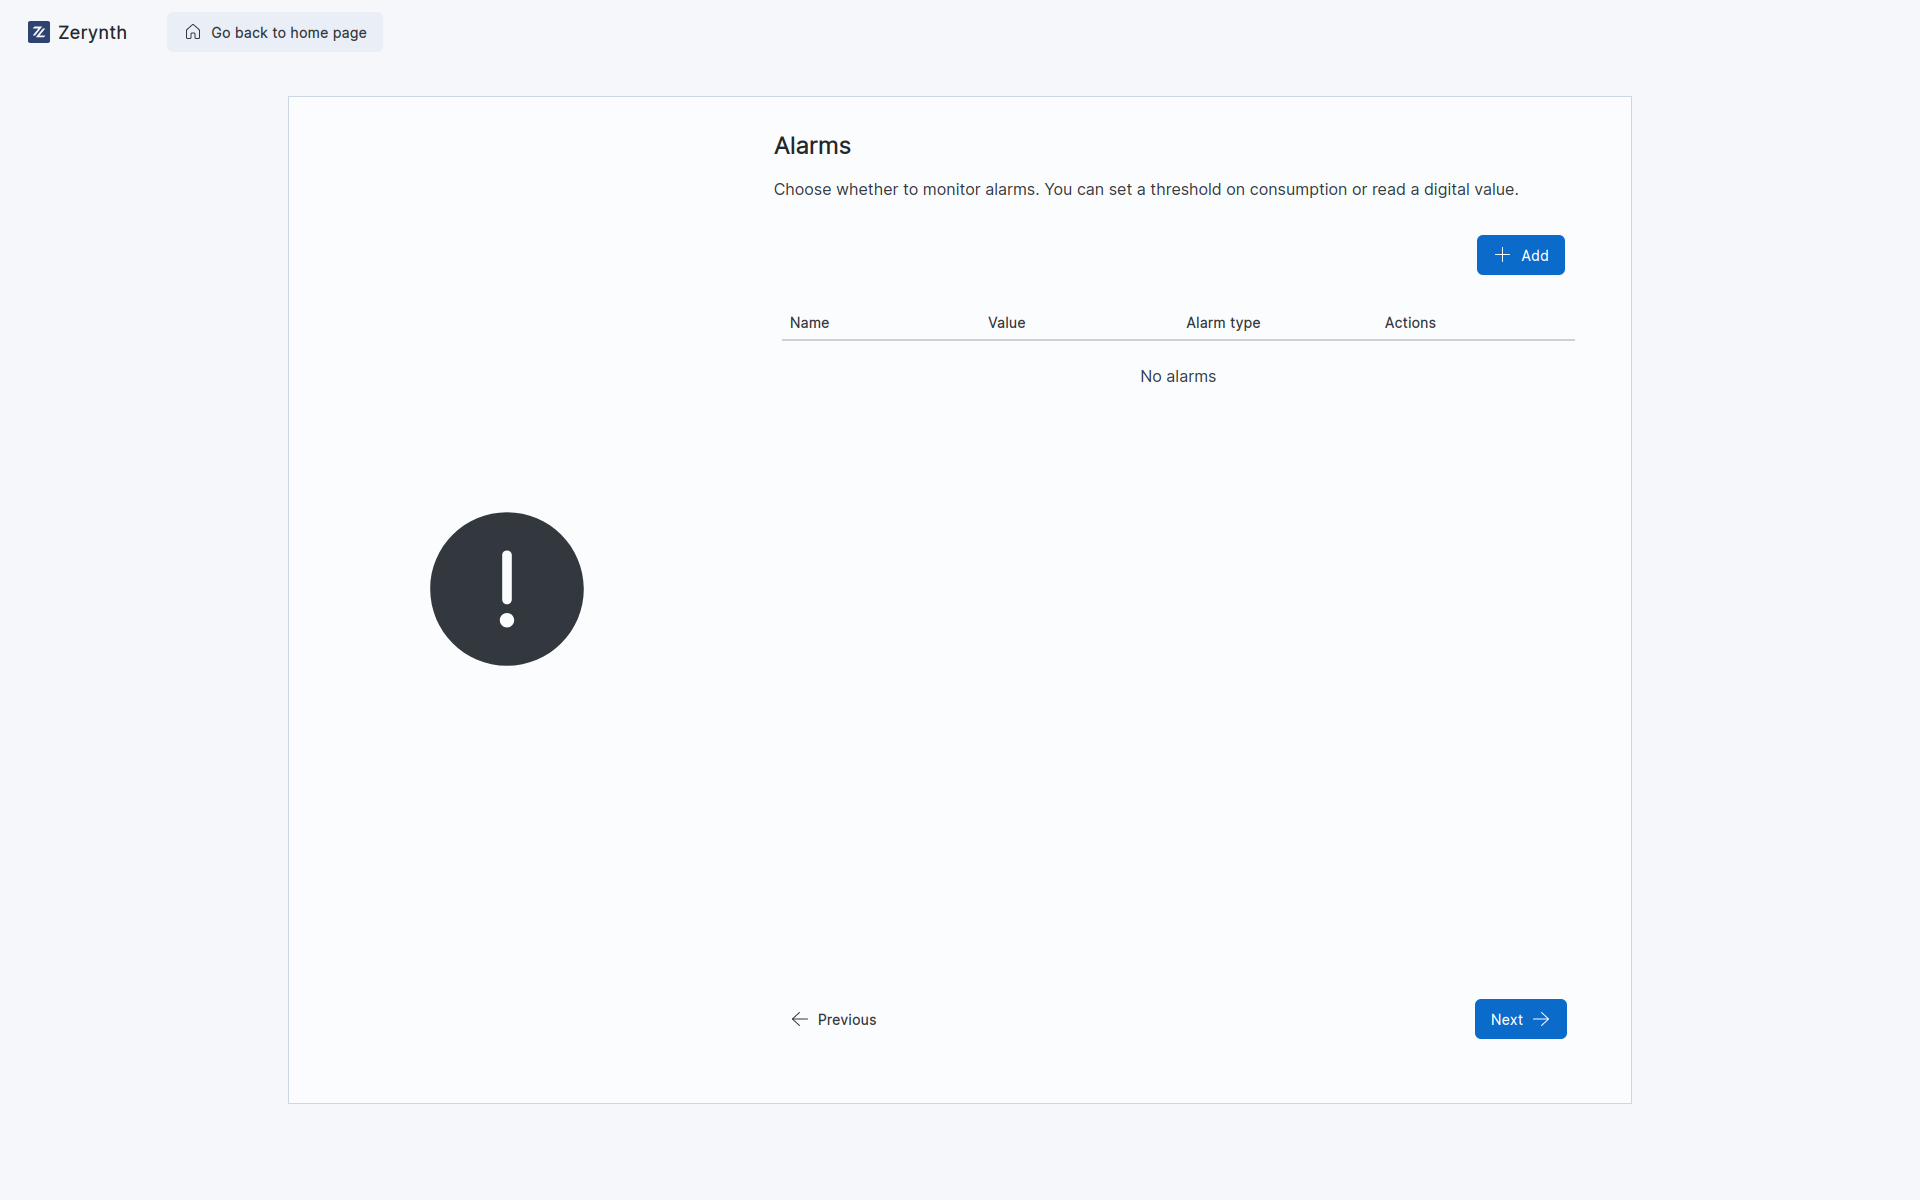 Zerynth
Go back to home page
Alarms
Choose whether to monitor alarms. You can set a threshold on consumption or read a digital value.
Add
Name Value Alarm type Actions
No alarms
Previous
Next